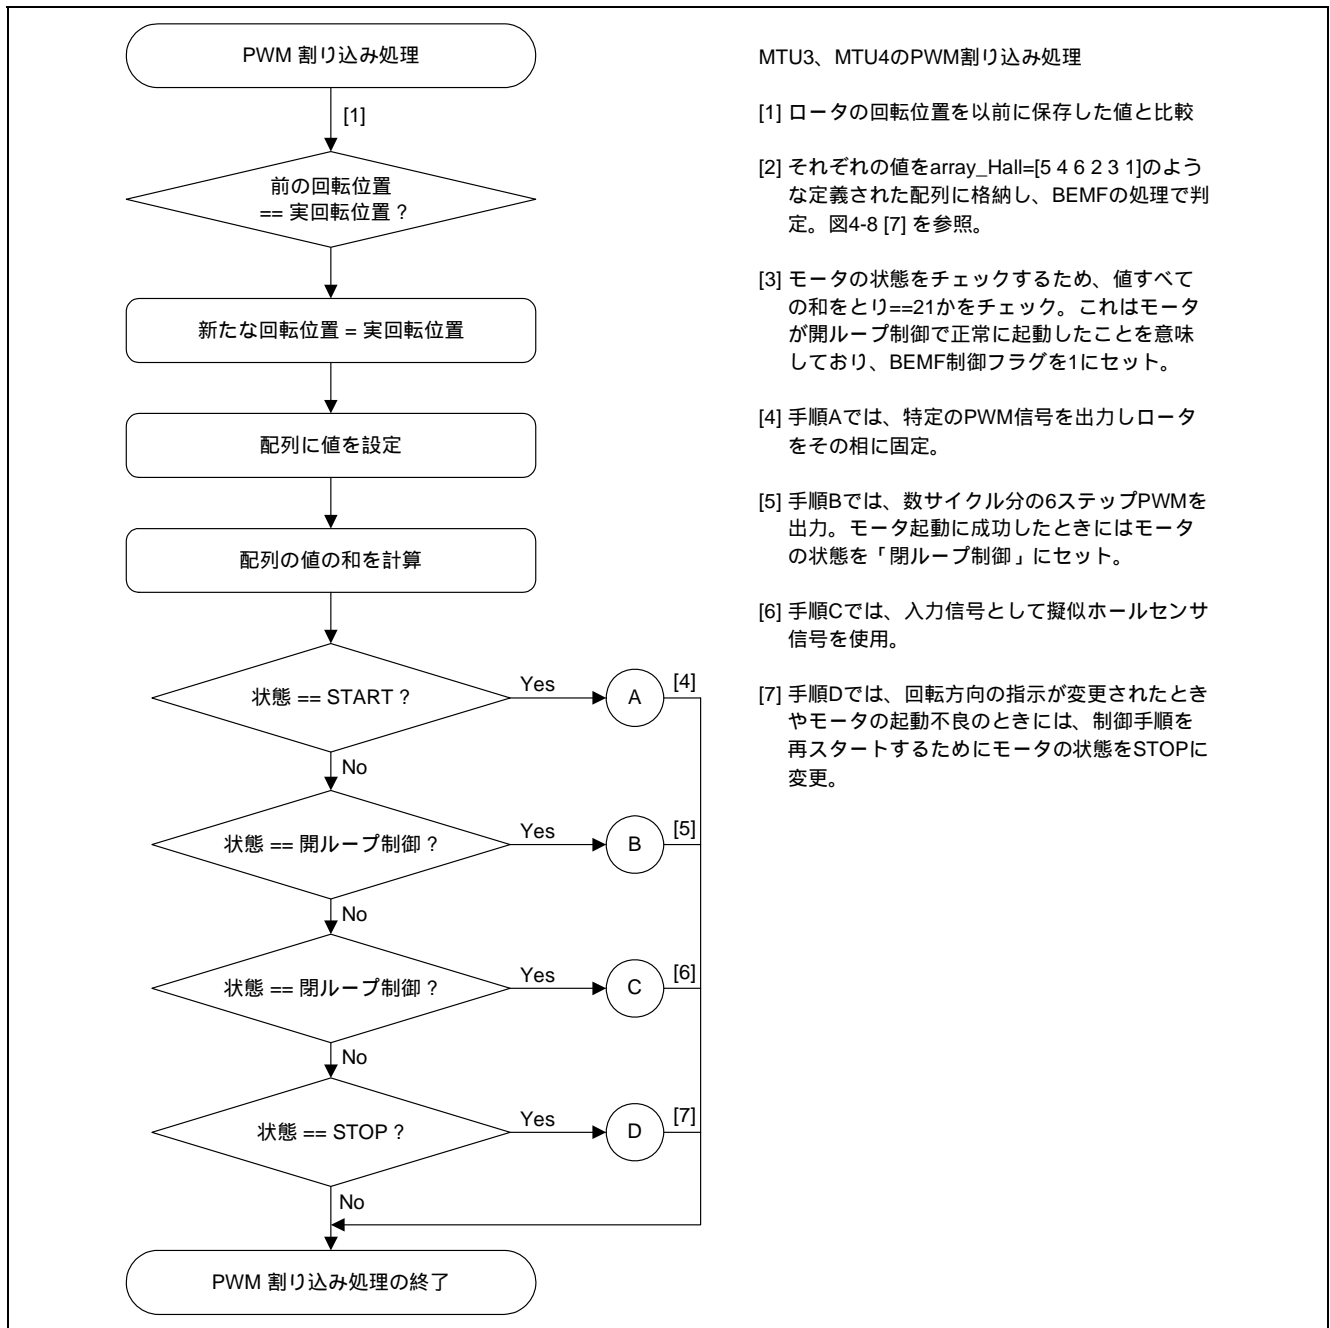 PWM 割り込み処理
[1]
前の回転位置
== 実回転位置 ?
新たな回転位置 = 実回転位置
配列に値を設定
配列の値の和を計算
状態 == START ?
Yes
A
[4]
No
状態 == 開ループ制御 ?
Yes
B
[5]
No
状態 == 閉ループ制御 ?
Yes
C
[6]
No
状態 == STOP ?
Yes
D
[7]
No
PWM 割り込み処理の終了
MTU3、MTU4のPWM割り込み処理
[1] ロータの回転位置を以前に保存した値と比較
[2] それぞれの値をarray_Hall=[5 4 6 2 3 1]のよう
な定義された配列に格納し、BEMFの処理で判
定。図4-8 [7] を参照。
[3] モータの状態をチェックするため、値すべて
の和をとり==21かをチェック。これはモータ
が開ループ制御で正常に起動したことを意味
しており、BEMF制御フラグを1にセット。
[4] 手順Aでは、特定のPWM信号を出力しロータ
をその相に固定。
[5] 手順Bでは、数サイクル分の6ステップPWMを
出力。モータ起動に成功したときにはモータ
の状態を「閉ループ制御」にセット。
[6] 手順Cでは、入力信号として擬似ホールセンサ
信号を使用。
[7] 手順Dでは、回転方向の指示が変更されたとき
やモータの起動不良のときには、制御手順を
再スタートするためにモータの状態をSTOPに
変更。